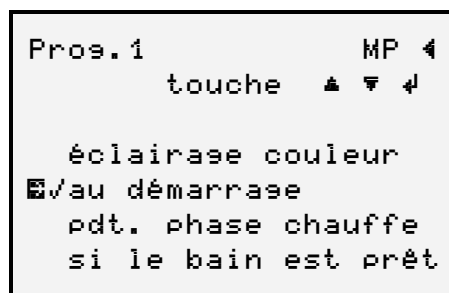 Prog.1 MP ◀
touche ▲ ▼ ↲
éclairage couleur
➔√au démarrage
pdt. phase chauffe
si le bain est prêt